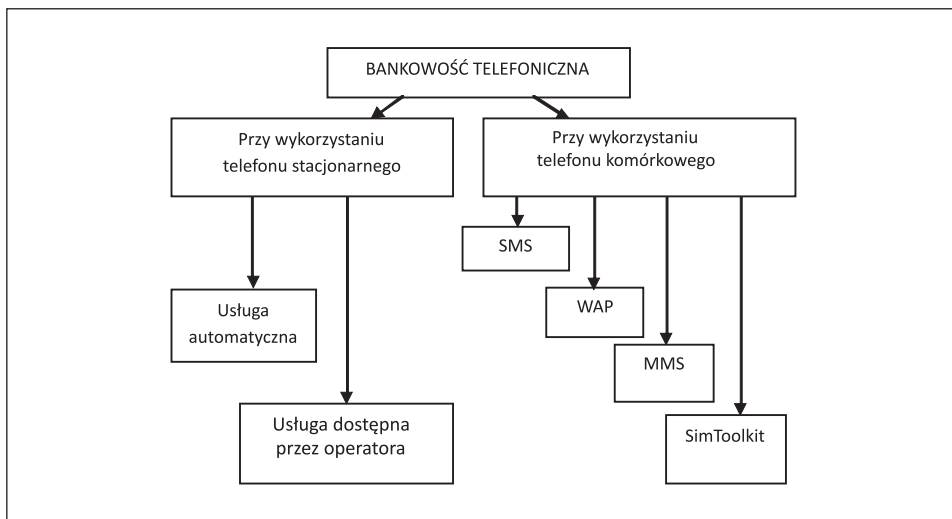 BANKOWOŚĆ TELEFONICZNA
Przy wykorzystaniu
telefonu stacjonarnego
Przy wykorzystaniu
telefonu komórkowego
SMS
WAP
MMS
SimToolkit
Usługa
automatyczna
Usługa dostępna
przez operatora